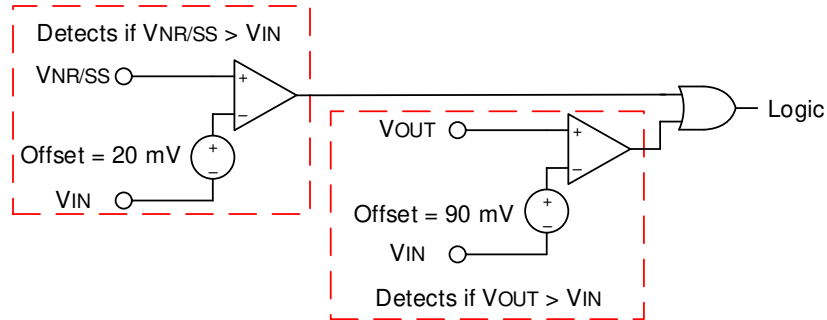 Detects if VNR/SS > VIN
VNR/SS
+
−
Offset = 20 mV
+
−
VIN
Logic
VOUT
+
−
Offset = 90 mV
+
−
VIN
Detects if VOUT > VIN